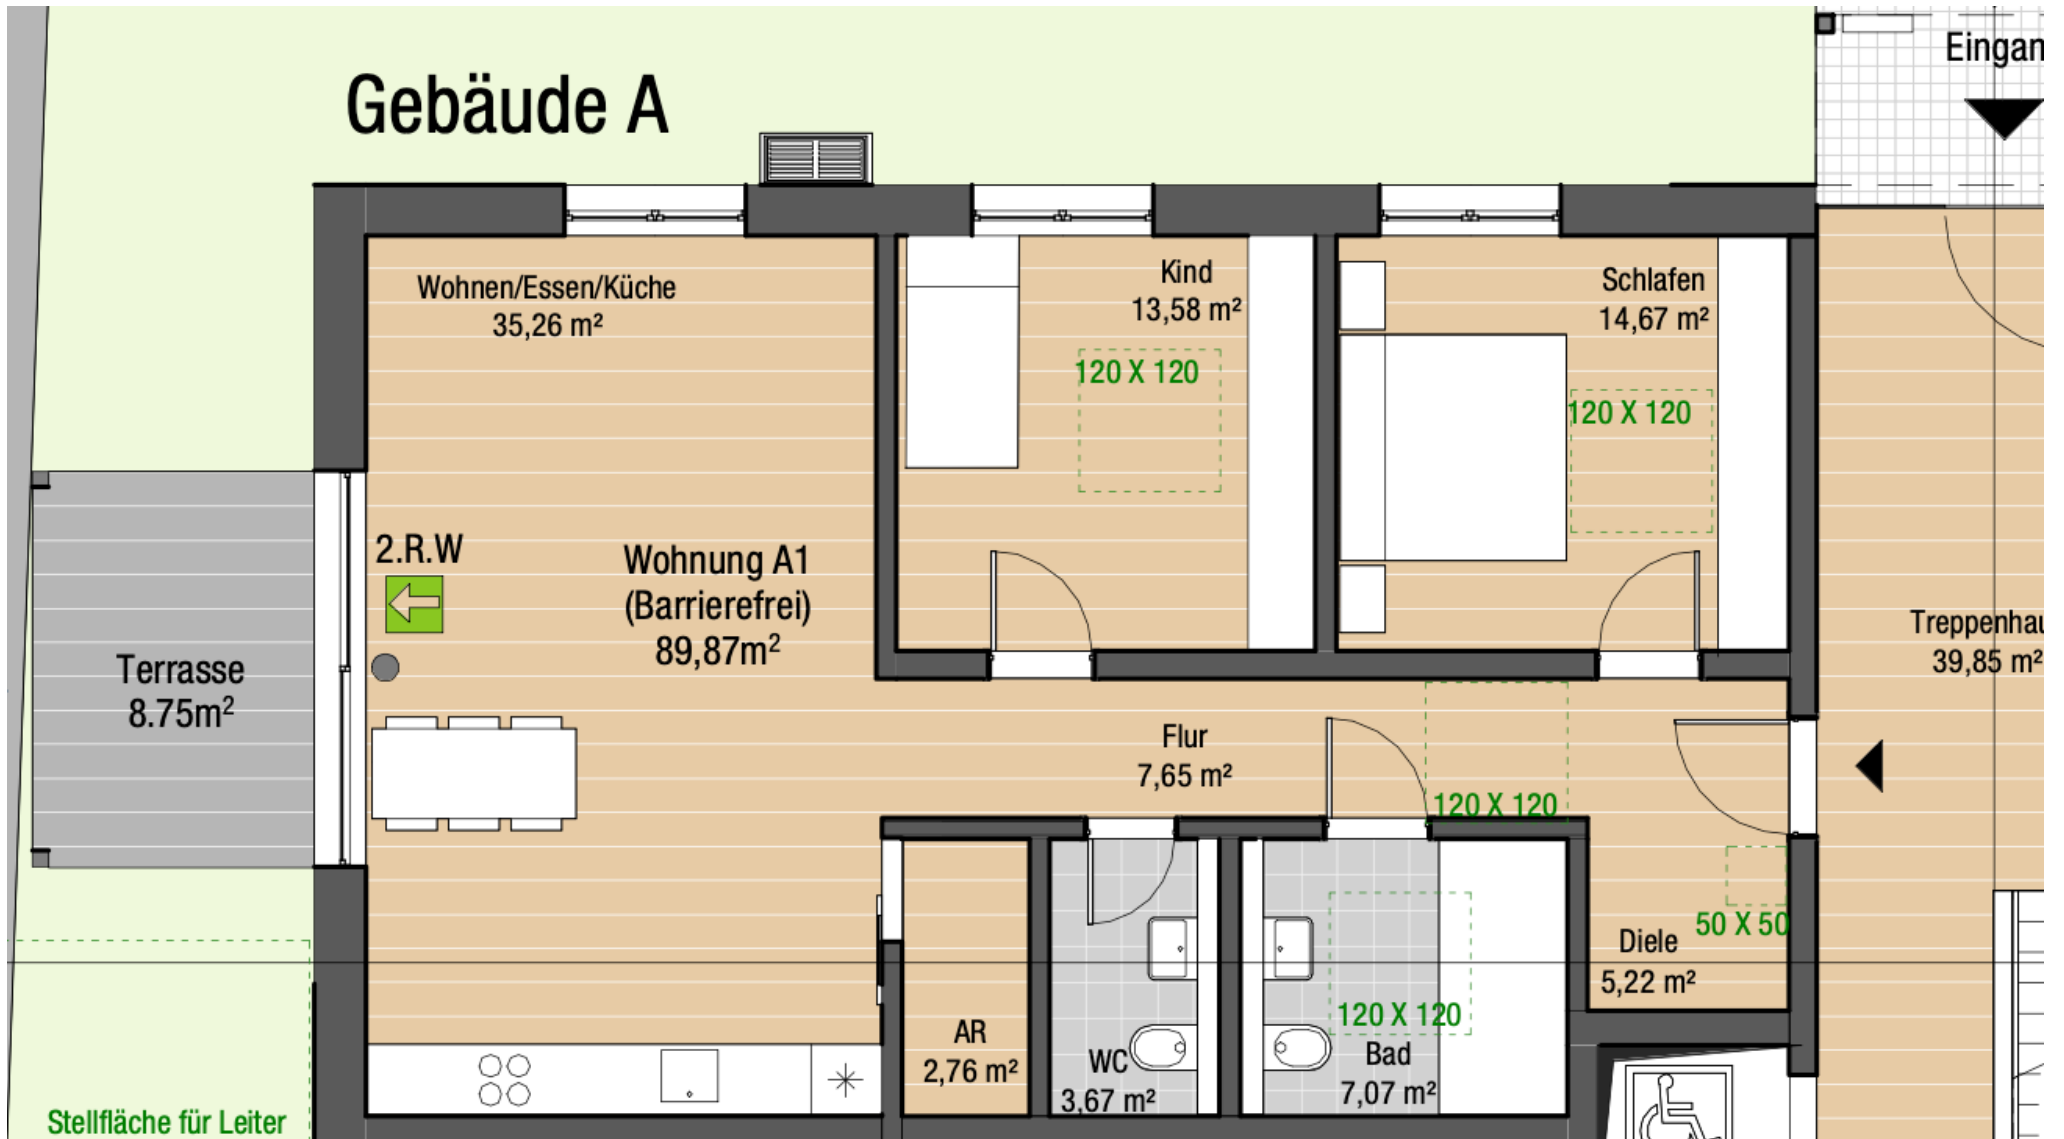 Gebäude A
Eingan
Wohnen/Essen/Küche
35,26 m²
Kind
13,58 m²
120 X 120
Schlafen
14,67 m²
120 X 120
2.R.W
Wohnung A1
(Barrierefrei)
89,87m²
Terrasse
8.75m²
Treppenhau
39,85 m²
Flur
7,65 m²
120 X 120
50 X 50
Diele
5,22 m²
AR
2,76 m²
WC
3,67 m²
120 X 120
Bad
7,07 m²
Stellfläche für Leiter